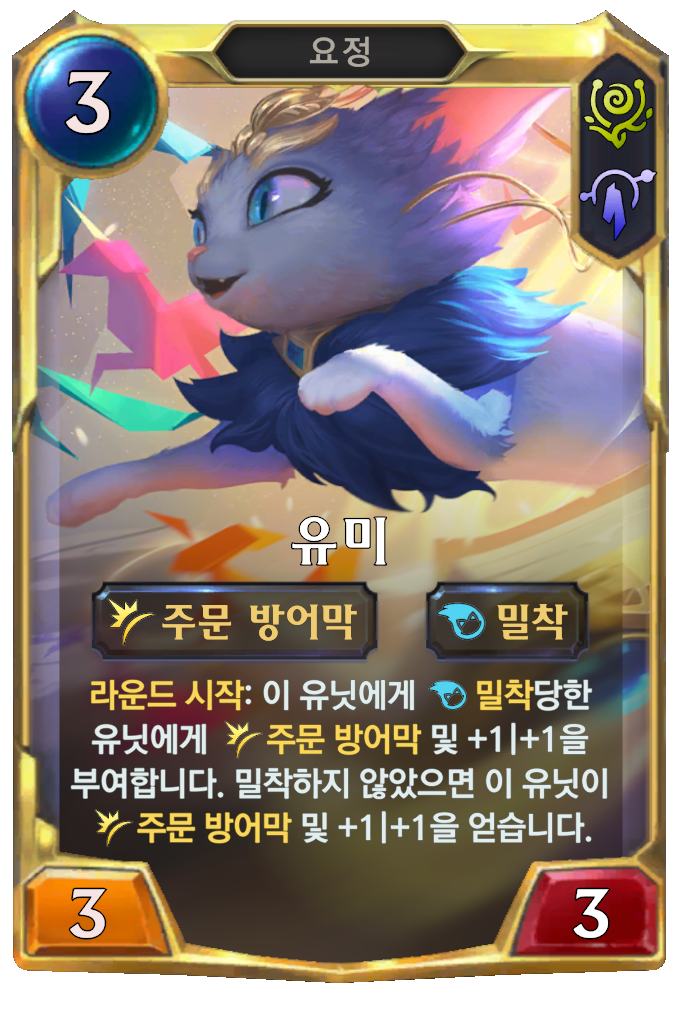 요정
3
유미
주문 방어막
밀착
라운드 시작: 이 유닛에게 밀착당한
유닛에게 주문 방어막 및 +1|+1을
부여합니다. 밀착하지 않았으면 이 유닛이
주문 방어막 및 +1|+1을 얻습니다.
3
3